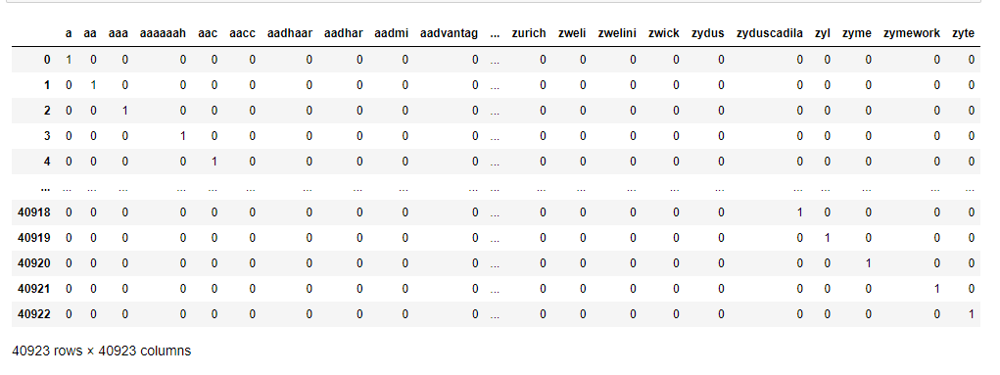 a aa aaa aaaaaah aac aacc aadhaar aadhar aadmi aadvantag ... zurich zweli zwelini zwick zydus zyduscadila zyl zyme zymework zyte
0 1 0 0 0 0 0 0 0 0 0 ... 0 0 0 0 0 0 0 0 0 0
1 0 1 0 0 0 0 0 0 0 0 ... 0 0 0 0 0 0 0 0 0 0
2 0 0 1 0 0 0 0 0 0 0 ... 0 0 0 0 0 0 0 0 0 0
3 0 0 0 1 0 0 0 0 0 0 ... 0 0 0 0 0 0 0 0 0 0
4 0 0 0 0 1 0 0 0 0 0 ... 0 0 0 0 0 0 0 0 0 0
... ... ... ... ... ... ... ... ... ... ... ... ... ... ... ... ... ... ... ... ... ...
40918 0 0 0 0 0 0 0 0 0 0 ... 0 0 0 0 0 1 0 0 0 0
40919 0 0 0 0 0 0 0 0 0 0 ... 0 0 0 0 0 0 1 0 0 0
40920 0 0 0 0 0 0 0 0 0 0 ... 0 0 0 0 0 0 0 1 0 0
40921 0 0 0 0 0 0 0 0 0 0 ... 0 0 0 0 0 0 0 0 1 0
40922 0 0 0 0 0 0 0 0 0 0 ... 0 0 0 0 0 0 0 0 0 1
40923 rows × 40923 columns